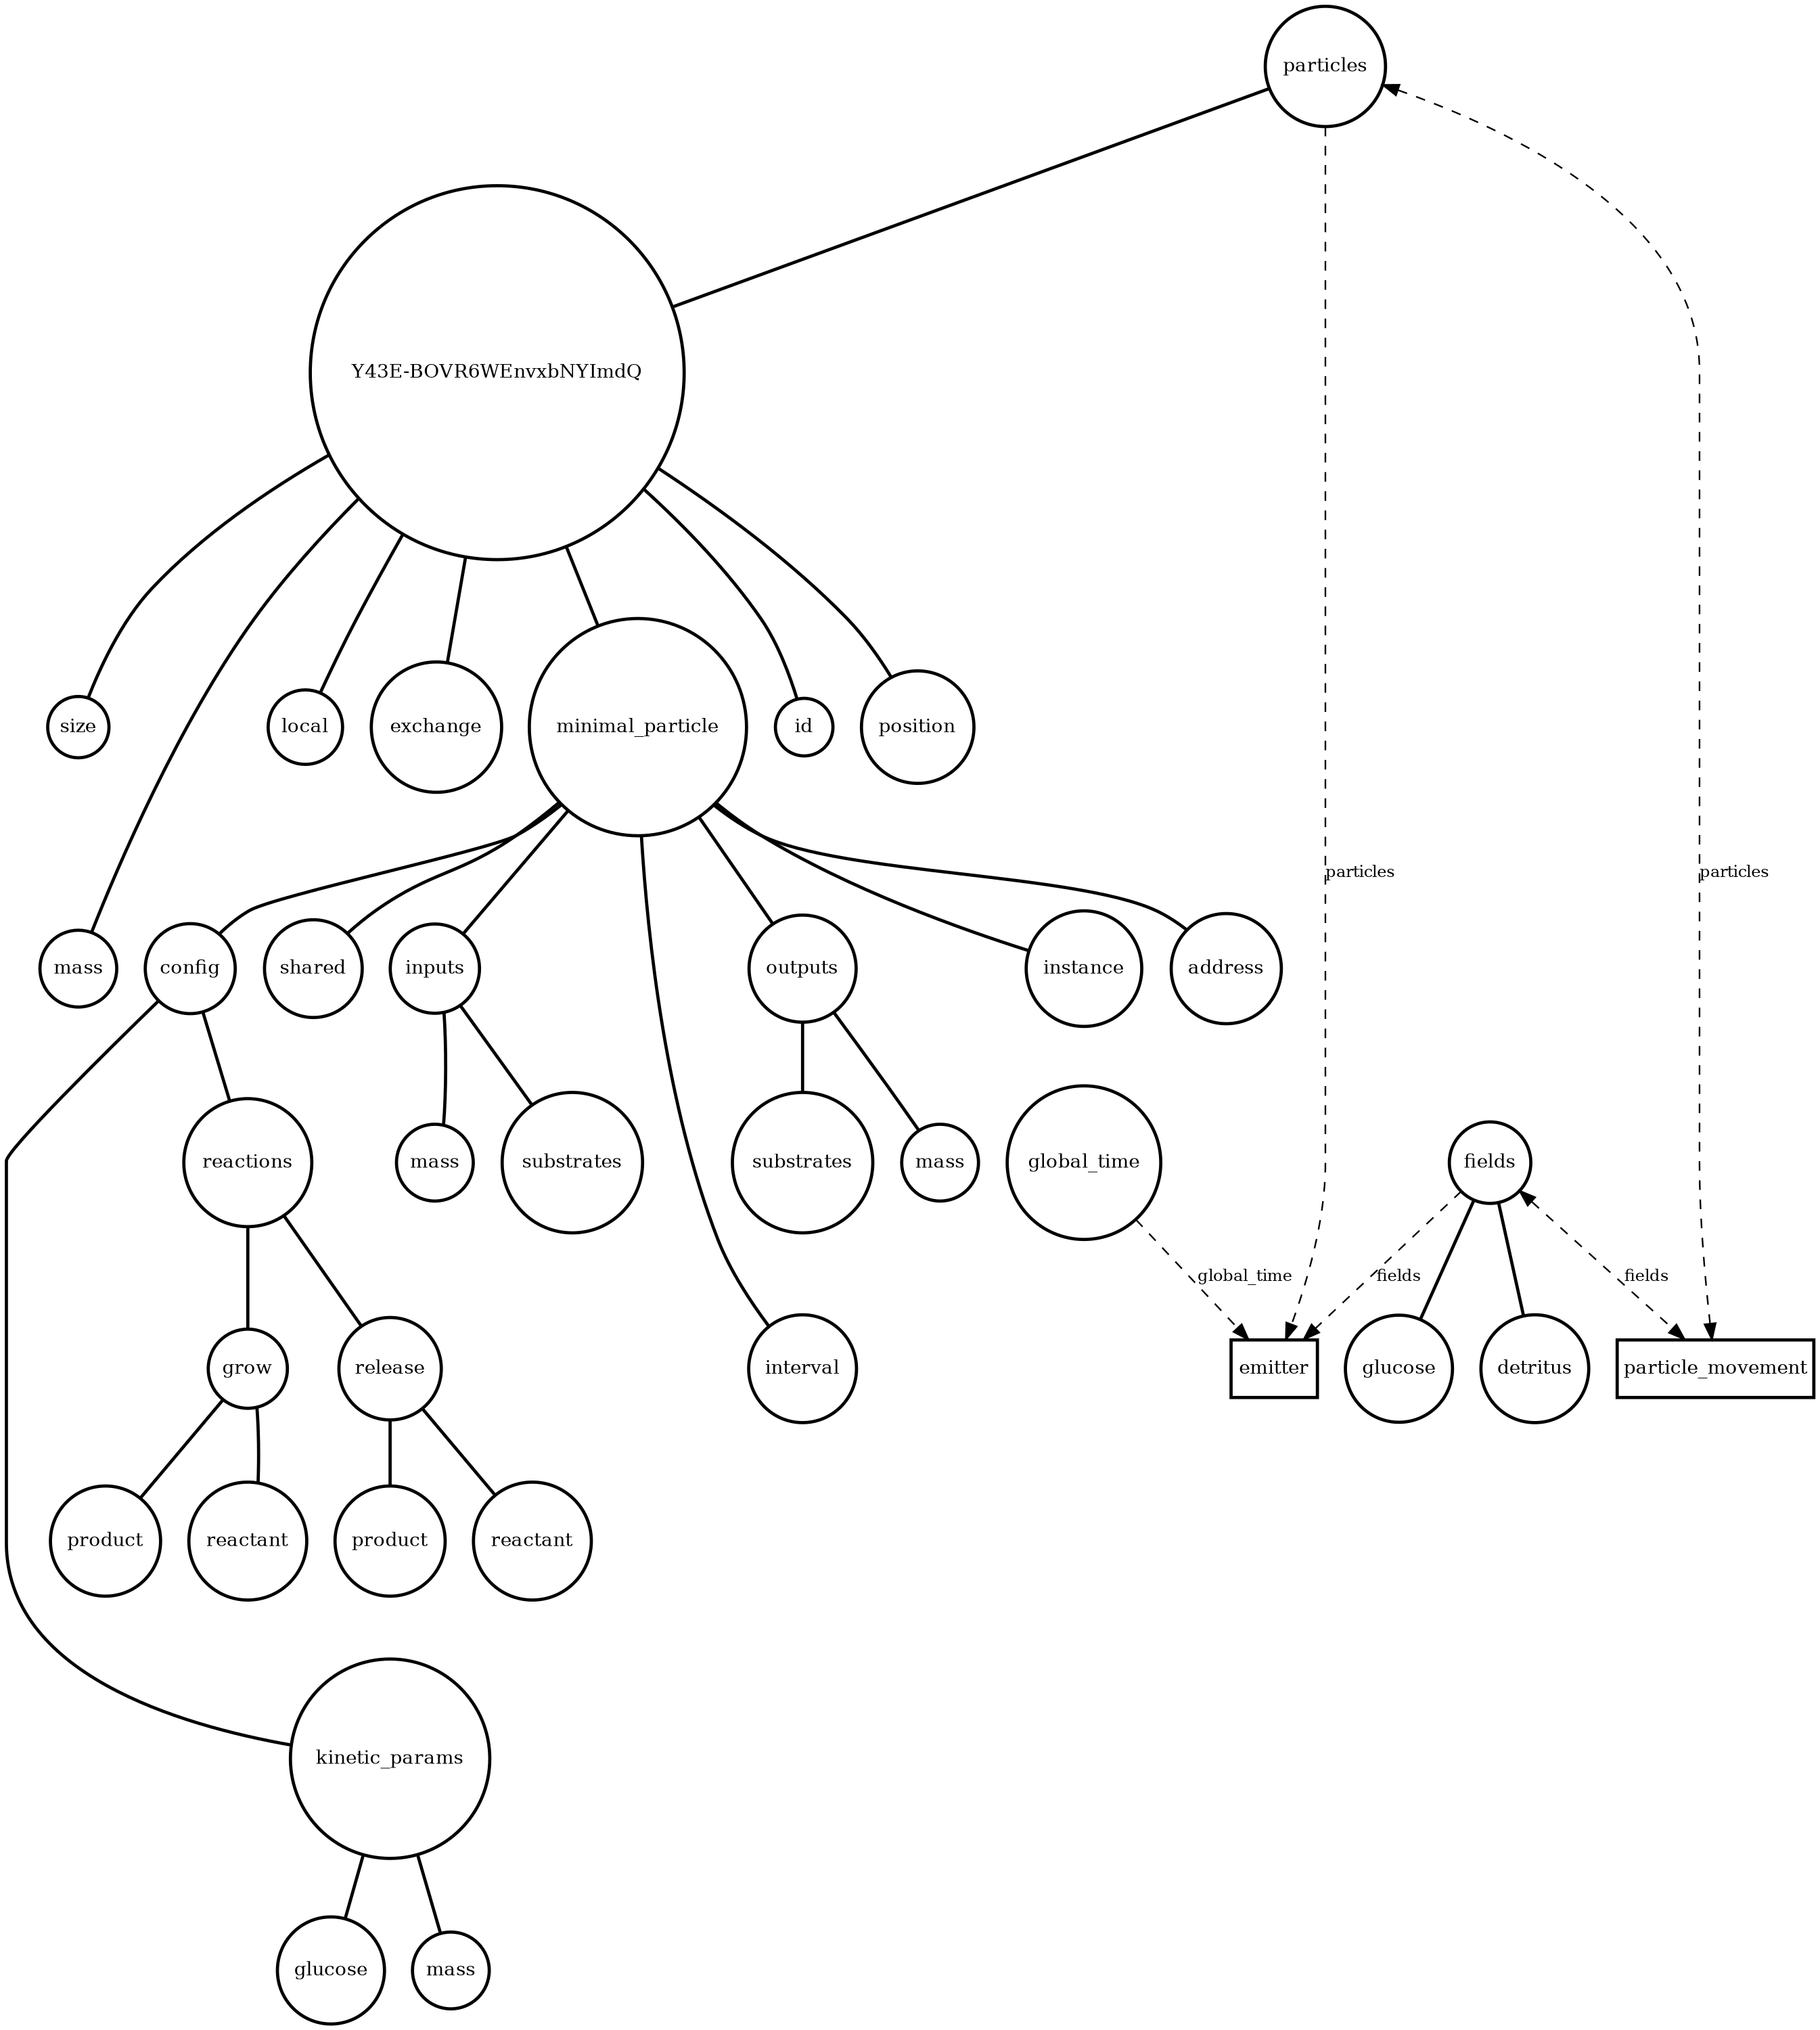 particles
Y43E-BOVR6WEnvxbNYImdQ
size
local
exchange
minimal_particle
id
position
particles
particles
mass
config
shared
inputs
outputs
instance
address
reactions
mass
substrates
substrates
mass
global_time
fields
global_time
fields
fields
grow
release
interval
emitter
glucose
detritus
particle_movement
product
reactant
product
reactant
kinetic_params
glucose
mass